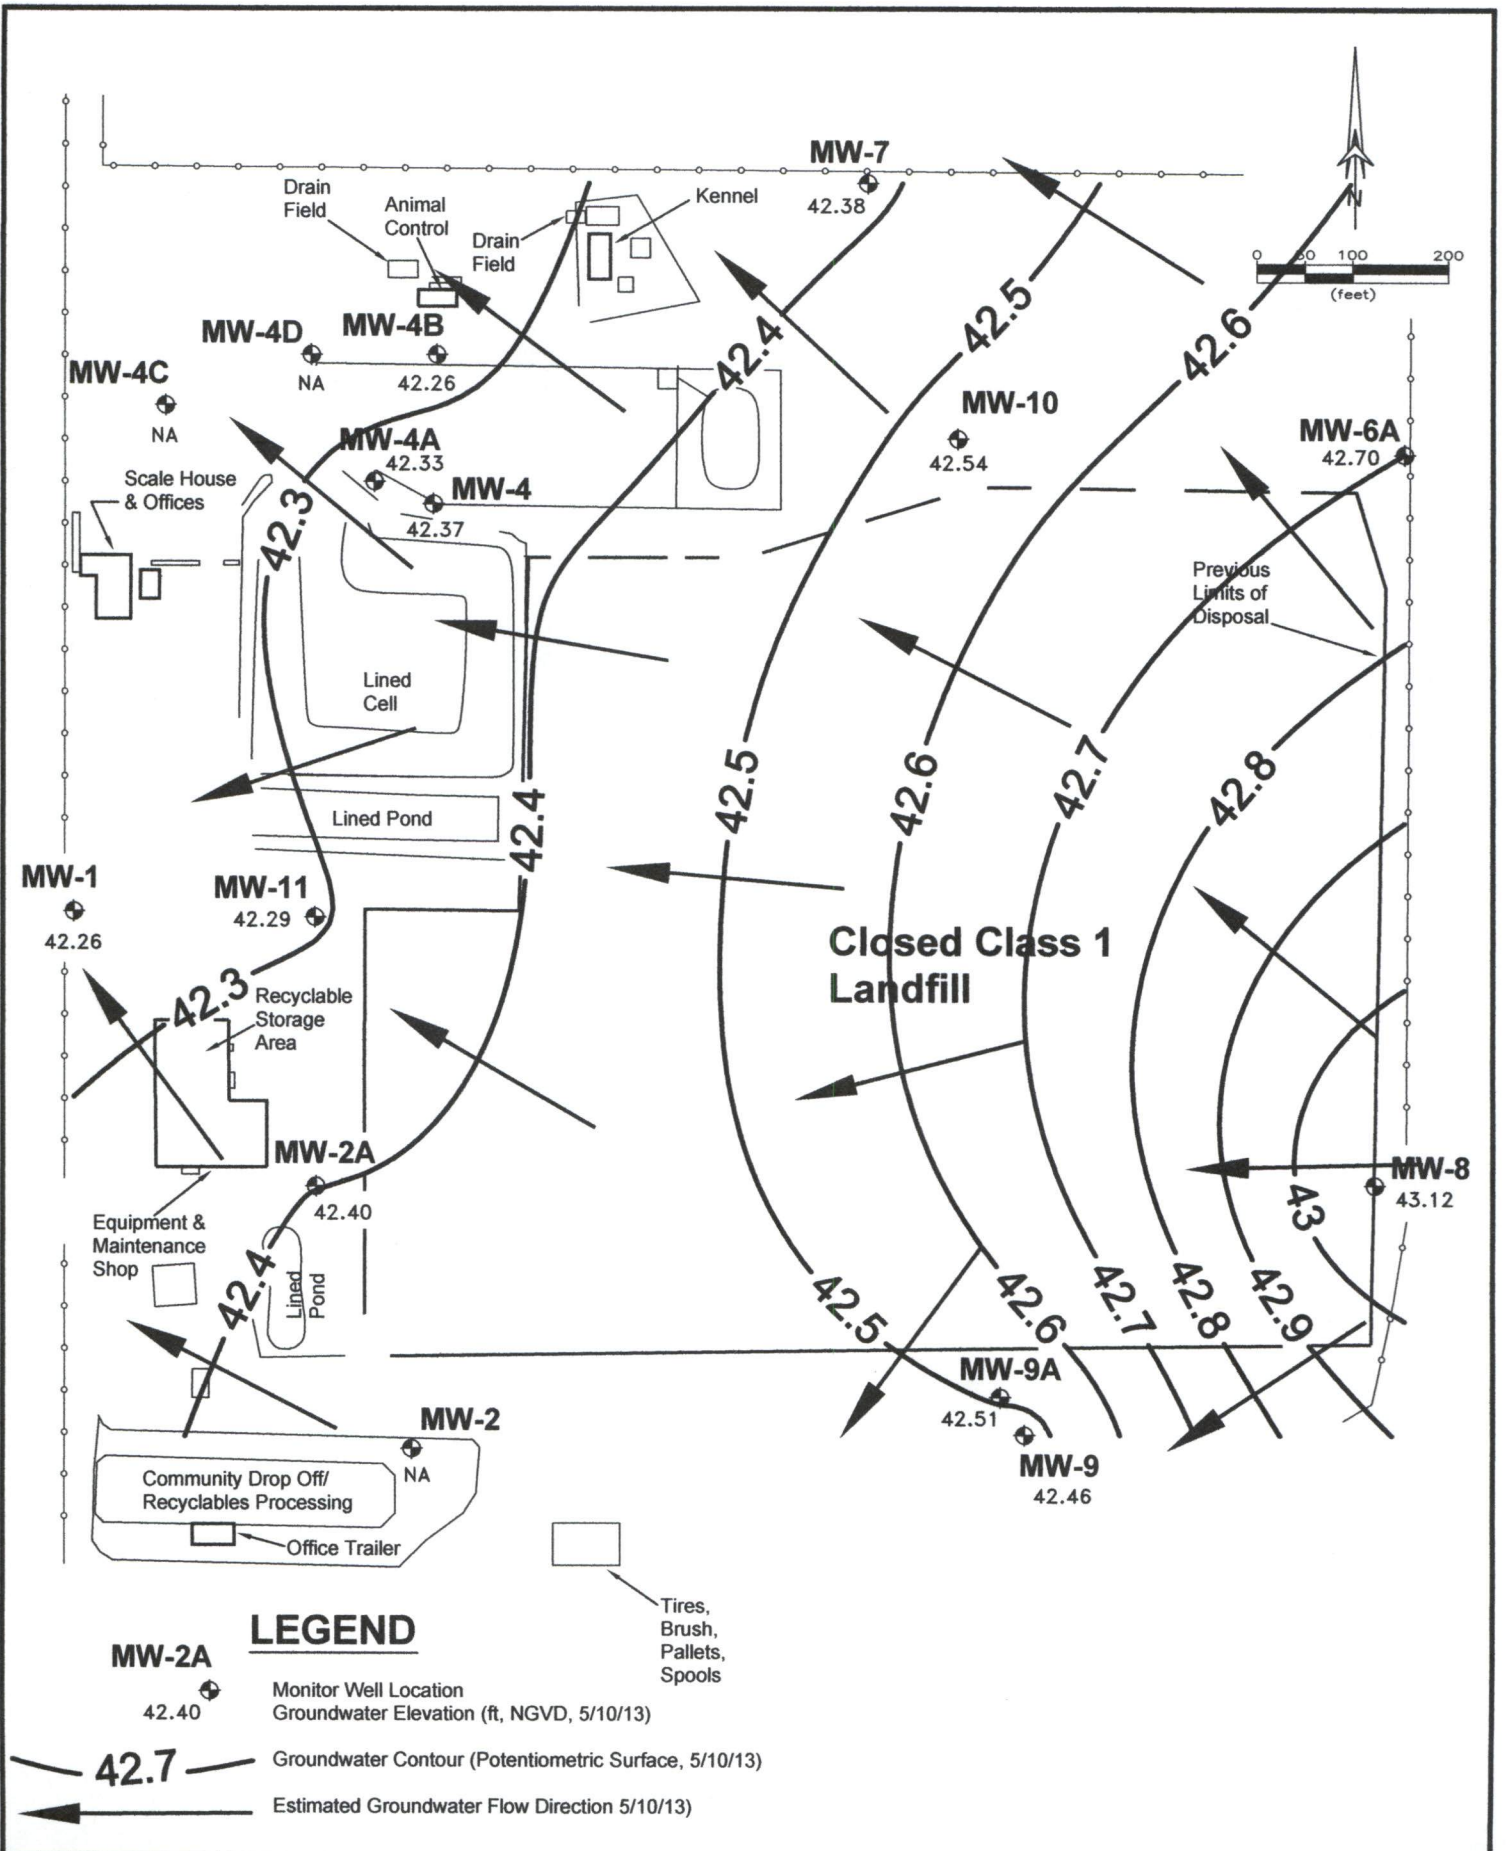 MW-7
42.38
N
0 50 100 200
(feet)
Drain
Field
Animal
Control
Drain
Field
Kennel
MW-4D
NA
MW-4B
42.26
MW-4C
NA
42.4
42.5
42.6
MW-10
42.54
MW-6A
42.70
MW-4A
42.33
MW-4
42.37
Scale House
& Offices
42.3
Previous
Limits of
Disposal
Lined
Cell
Lined Pond
42.4
42.5
42.6
42.7
42.8
MW-1
42.26
MW-11
42.29
Closed Class 1
Landfill
42.3
Recyclable
Storage
Area
MW-2A
42.40
MW-8
43.12
Equipment &
Maintenance
Shop
42.4
Lined
Pond
42.5
42.6
42.7
42.8
42.9
43
MW-9A
42.51
MW-9
42.46
MW-2
NA
Community Drop Off/
Recyclables Processing
Office Trailer
Tires,
Brush,
Pallets,
Spools
LEGEND
MW-2A
42.40
Monitor Well Location
Groundwater Elevation (ft, NGVD, 5/10/13)
42.7
Groundwater Contour (Potentiometric Surface, 5/10/13)
Estimated Groundwater Flow Direction 5/10/13)